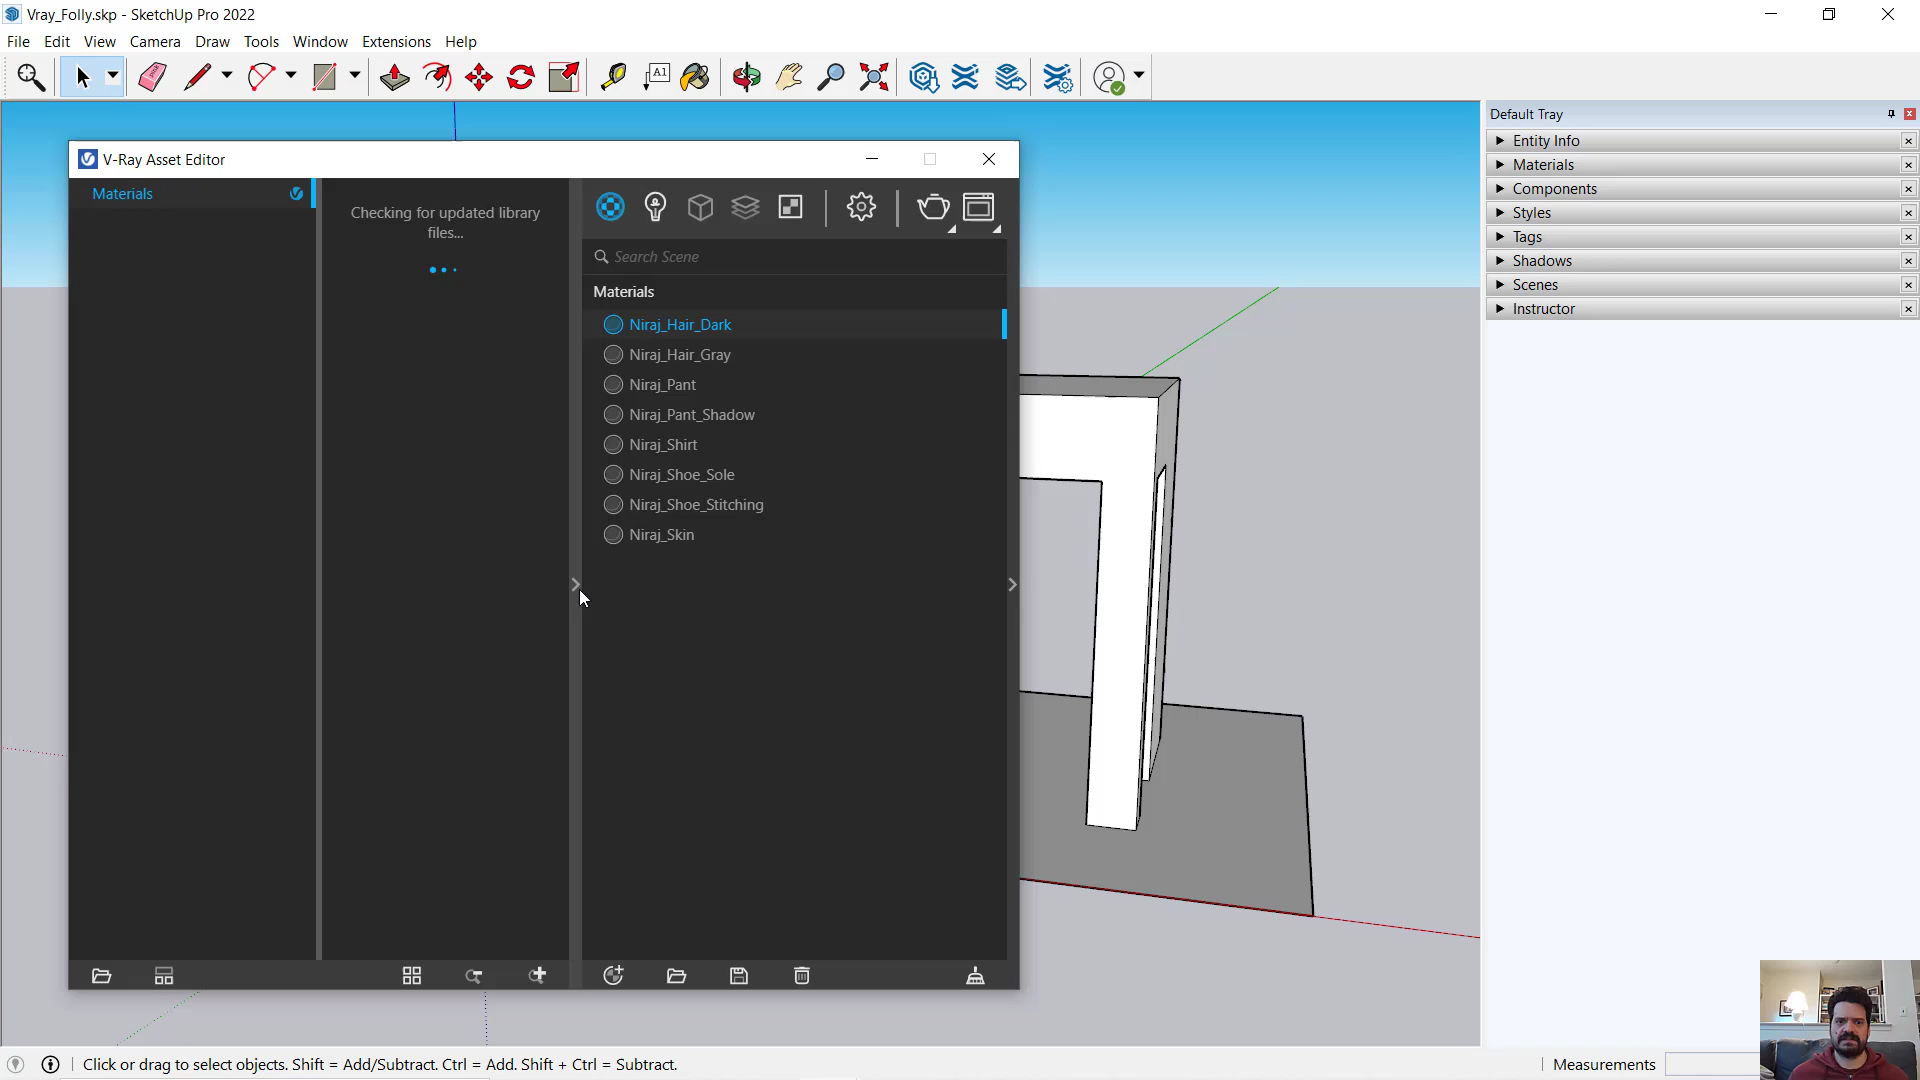 Vray_Folly.skp - SketchUp Pro 2022
File Edit View Camera Draw Tools Window Extensions Help
A1
Default Tray
Entity Info
Materials
Components
Styles
Tags
Shadows
Scenes
Instructor
V-Ray Asset Editor
Materials
Checking for updated library
files...
Search Scene
Materials
Niraj_Hair_Dark
Niraj_Hair_Gray
Niraj_Pant
Niraj_Pant_Shadow
Niraj_Shirt
Niraj_Shoe_Sole
Niraj_Shoe_Stitching
Niraj_Skin
Click or drag to select objects. Shift = Add/Subtract. Ctrl = Add. Shift + Ctrl = Subtract.
Measurements